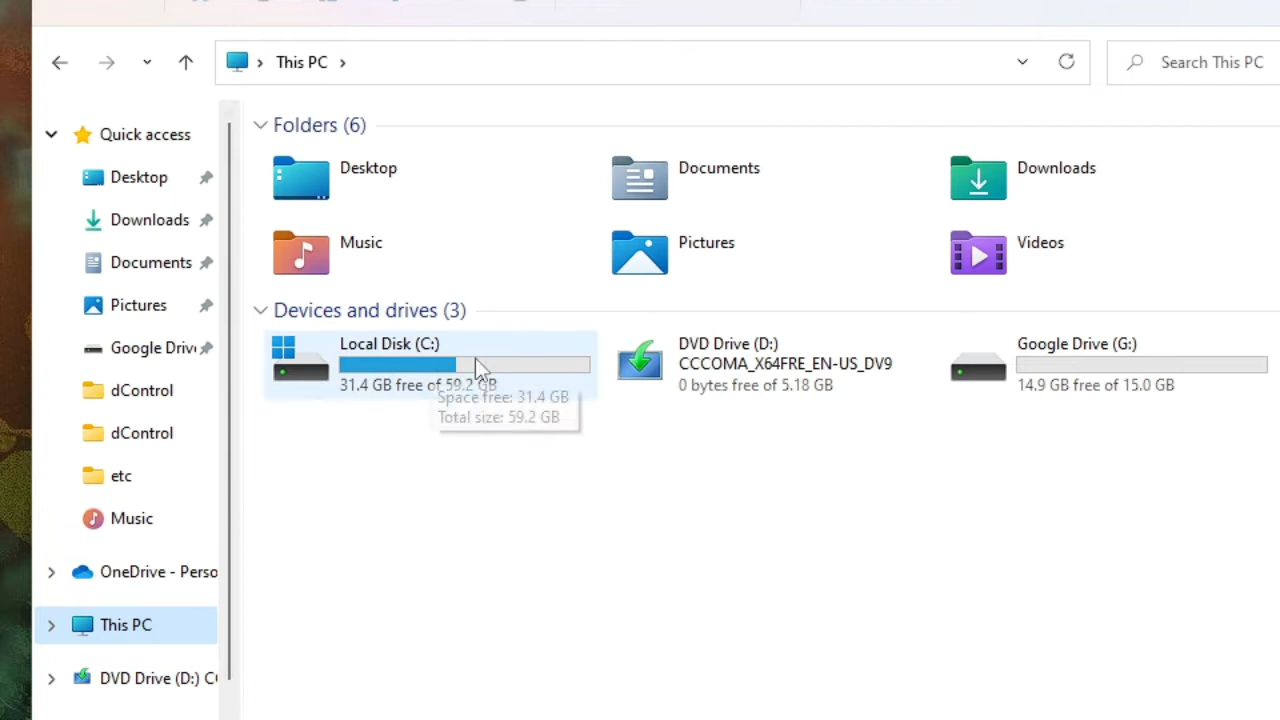 This PC
Search This PC
Quick access
Desktop
Downloads
Documents
Pictures
Google Driv
dControl
dControl
etc
Music
OneDrive - Perso
This PC
DVD Drive (D:) C
Folders (6)
Desktop
Documents
Downloads
Music
Pictures
Videos
Devices and drives (3)
Local Disk (C:)
31.4 GB free of 59.2 GB
Space free: 31.4 GB
Total size: 59.2 GB
DVD Drive (D:)
CCCOMA_X64FRE_EN-US_DV9
0 bytes free of 5.18 GB
Google Drive (G:)
14.9 GB free of 15.0 GB